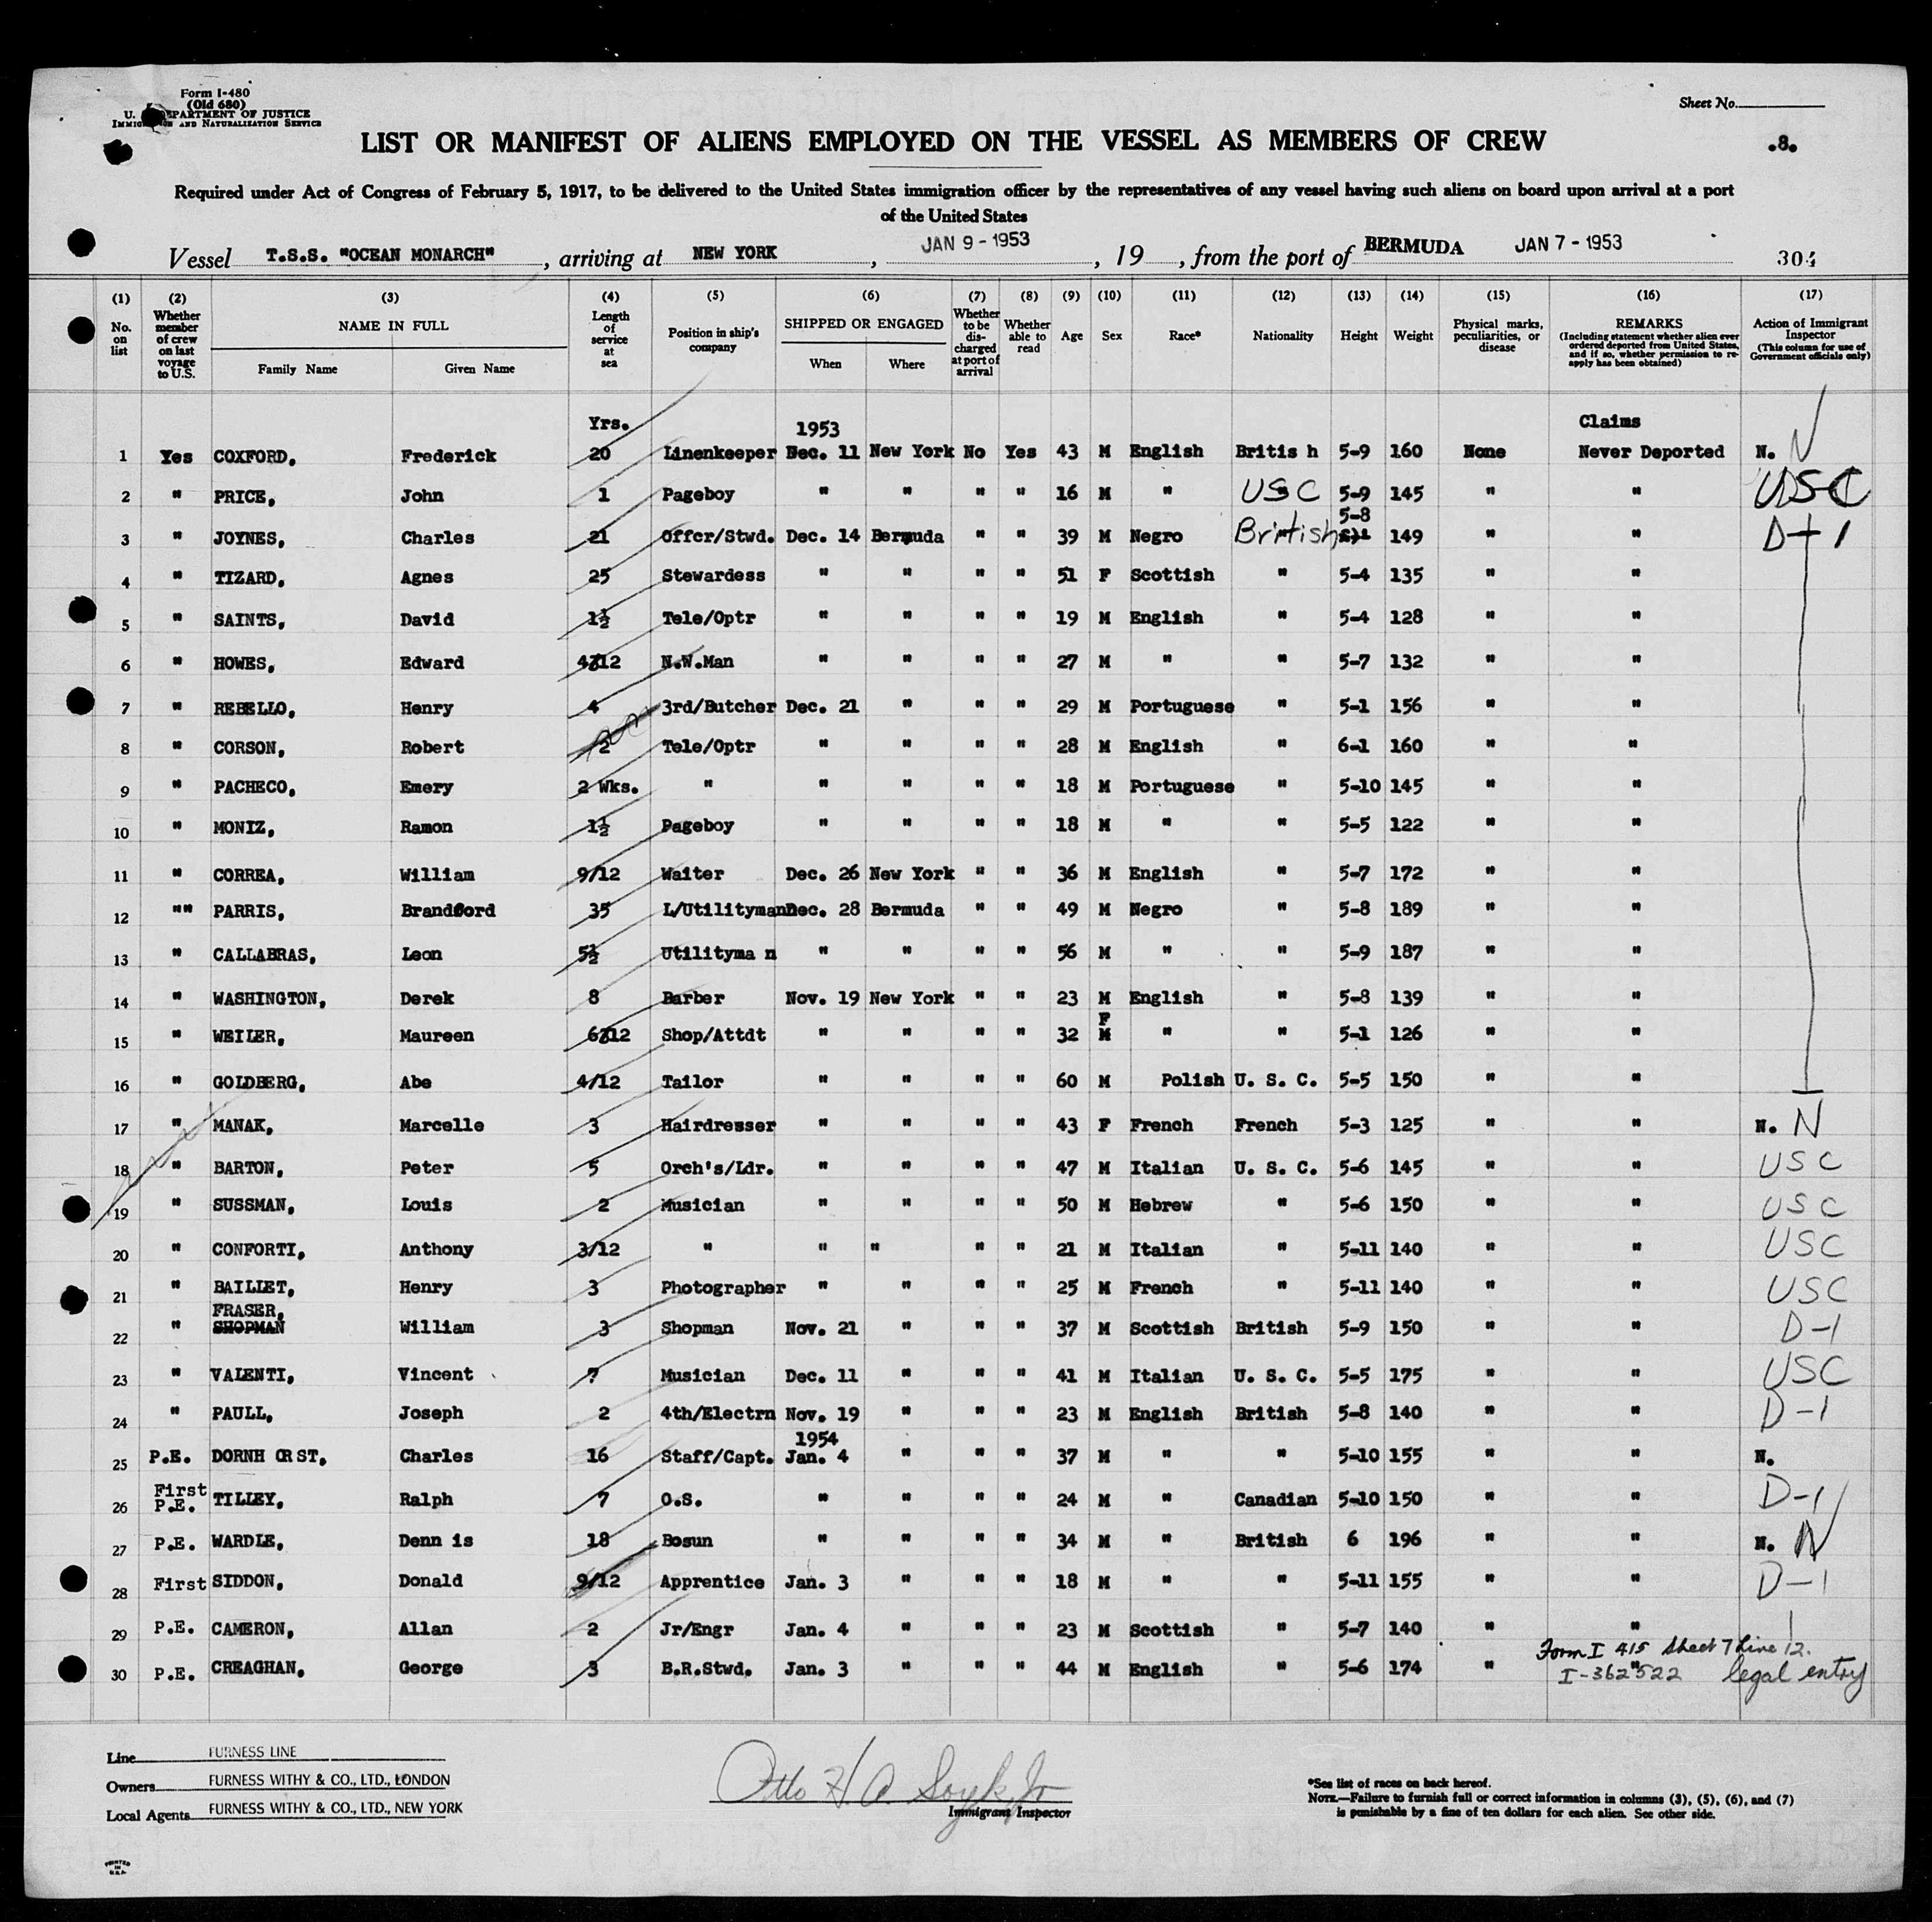 Form I-480
(Old 680)
U. DEPARTMENT OF JUSTICE
IMMIGRATION AND NATURALIZATION SERVICE
Sheet No.
LIST OR MANIFEST OF ALIENS EMPLOYED ON THE VESSEL AS MEMBERS OF CREW
.8.
Required under Act of Congress of February 5, 1917, to be delivered to the United States immigration officer by the representatives of any vessel having such aliens on board upon arrival at a port
of the United States
Vessel T.S.S. "OCEAN MONARCH", arriving at NEW YORK, JAN 9 - 1953, 19, from the port of BERMUDA JAN 7 - 1953 304
(1) (2) (3) (4) (5) (6) (7) (8) (9) (10) (11) (12) (13) (14) (15) (16) (17)
No. on list Whether member of crew on last voyage to U.S. NAME IN FULL Family Name Given Name Length of service at sea Position in ship's company SHIPPED OR ENGAGED When Where Whether to be discharged at port of arrival Whether able to read Age Sex Race* Nationality Height Weight Physical marks, peculiarities, or disease REMARKS (Including statement whether alien ever ordered deported from United States, and if so, whether permission to reapply has been obtained) Action of Immigrant Inspector (This column for use of Government officials only)
Yrs. 1953 Claims
1 Yes COXFORD, Frederick 20 Linenkeeper Dec. 11 New York No Yes 43 M English Britis h 5-9 160 None Never Deported N. N
2 " PRICE, John 1 Pageboy " " " " 16 M " USC 5-9 145 " " USC
5-8
3 " JOYNES, Charles 21 Offcr/Stwd. Dec. 14 Bermuda " " 39 M Negro British 149 " " D-1
4 " TIZARD, Agnes 25 Stewardess " " " " 51 F Scottish " 5-4 135 " "
5 " SAINTS, David 1½ Tele/Optr " " " " 19 M English " 5-4 128 " "
6 " HOWES, Edward 4/12 N.W.Man " " " " 27 M " " 5-7 132 " "
7 " REBELLO, Henry 4 3rd/Butcher Dec. 21 " " " 29 M Portuguese " 5-1 156 " "
8 " CORSON, Robert 2 Tele/Optr " " " " 28 M English " 6-1 160 " "
9 " PACHECO, Emery 2 Wks. " " " " " 18 M Portuguese " 5-10 145 " "
10 " MONIZ, Ramon 1½ Pageboy " " " " 18 M " " 5-5 122 " "
11 " CORREA, William 9/12 Waiter Dec. 26 New York " " 36 M English " 5-7 172 " "
12 "" PARRIS, Brandford 35 L/Utilityman Dec. 28 Bermuda " " 49 M Negro " 5-8 189 " "
13 " CALLABRAS, Leon 5½ Utilityma n " " " " 56 M " " 5-9 187 " "
14 " WASHINGTON, Derek 8 Barber Nov. 19 New York " " 23 M English " 5-8 139 " "
F
15 " WEILER, Maureen 6/12 Shop/Attdt " " " " 32 M " " 5-1 126 " "
16 " GOLDBERG, Abe 4/12 Tailor " " " " 60 M Polish U. S. C. 5-5 150 " "
17 " MANAK, Marcelle 3 Hairdresser " " " " 43 F French French 5-3 125 " " N. N
18 " BARTON, Peter 5 Orch's/Ldr. " " " " 47 M Italian U. S. C. 5-6 145 " " USC
19 " SUSSMAN, Louis 2 Musician " " " " 50 M Hebrew " 5-6 150 " " USC
20 " CONFORTI, Anthony 3/12 " " " " " 21 M Italian " 5-11 140 " " USC
21 " BAILLET, Henry 3 Photographer " " " " 25 M French " 5-11 140 " " USC
FRASER,
22 " SHOPMAN William 3 Shopman Nov. 21 " " " 37 M Scottish British 5-9 150 " " D-1
23 " VALENTI, Vincent 7 Musician Dec. 11 " " " 41 M Italian U. S. C. 5-5 175 " " USC
24 " PAULL, Joseph 2 4th/Electrn Nov. 19 " " " 23 M English British 5-8 140 " " D-1
1954
25 P.E. DORNH OR ST, Charles 16 Staff/Capt. Jan. 4 " " " 37 M " " 5-10 155 " " N.
26 First P.E. TILLEY, Ralph 7 O.S. " " " " 24 M " Canadian 5-10 150 " " D-1
27 P.E. WARDLE, Denn is 18 Bosun " " " " 34 M " British 6 196 " " N. N
28 First SIDDON, Donald 9/12 Apprentice Jan. 3 " " " 18 M " " 5-11 155 " " D-1
29 P.E. CAMERON, Allan 2 Jr/Engr Jan. 4 " " " 23 M Scottish " 5-7 140 " "
Form I 415 Sheet 7 Line 12.
30 P.E. CREAGHAN, George 3 B.R.Stwd. Jan. 3 " " " 44 M English " 5-6 174 " " I-362522 legal entry
Line FURNESS LINE
Owners FURNESS WITHY & CO., LTD., LONDON
Local Agents FURNESS WITHY & CO., LTD., NEW YORK
Otto H. A. Soyk, Jr
Immigrant Inspector
*See list of races on back hereof.
NOTE.—Failure to furnish full or correct information in columns (3), (5), (6), and (7)
is punishable by a fine of ten dollars for each alien. See other side.
PRINTED
IN
U.S.A.